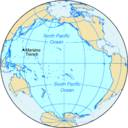 North Pacific
Ocean
Mariana
Trench
South Pacific
Ocean